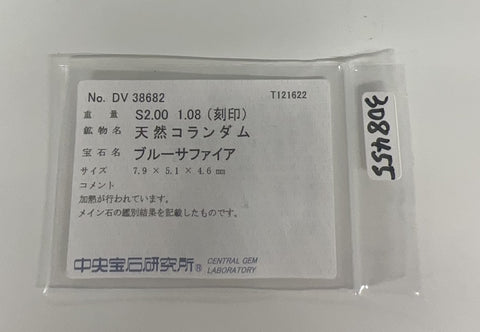 No. DV 38682 T121622
重量 S2.00 1.08 (刻印)
鉱物名 天然コランダム
宝石名 ブルーサファイア
サイズ 7.9 × 5.1 × 4.6 mm
コメント
加熱が行われています。
メイン石の鑑別結果を記載したものです。
中央宝石研究所® CENTRAL GEM
LABORATORY
308455